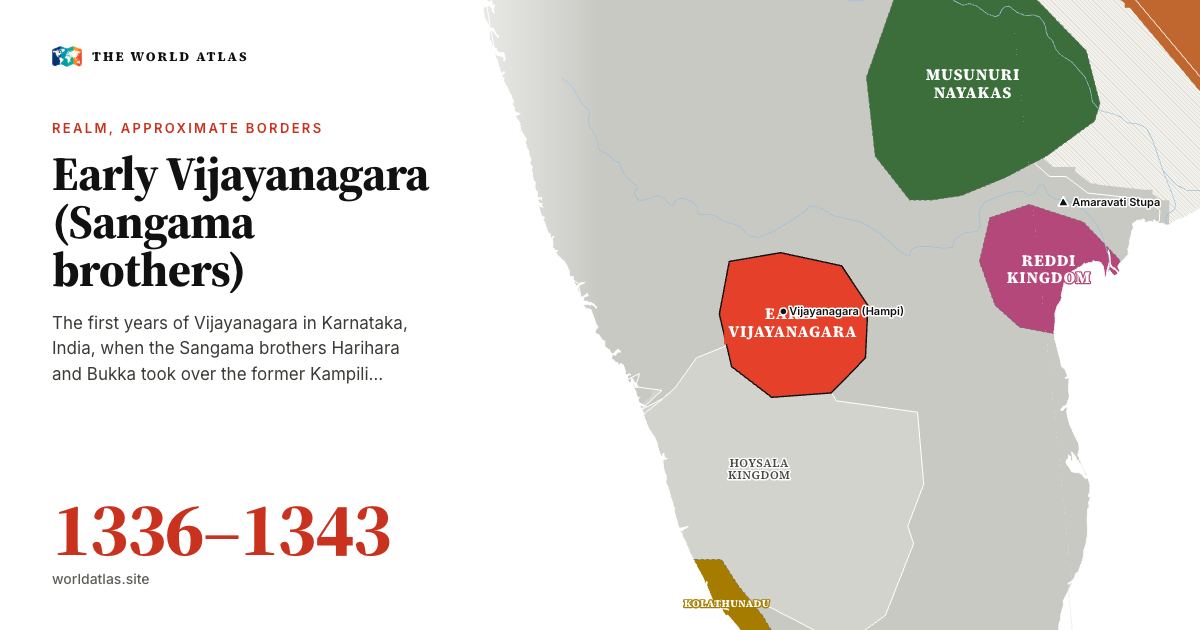 THE WORLD ATLAS
REALM, APPROXIMATE BORDERS
Early Vijayanagara
(Sangama
brothers)
The first years of Vijayanagara in Karnataka,
India, when the Sangama brothers Harihara
and Bukka took over the former Kampili...
1336–1343
worldatlas.site
MUSUNURI
NAYAKAS
Amaravati Stupa
REDDI
KINGDOM
Vijayanagara (Hampi)
VIJAYANAGARA
HOYSALA
KINGDOM
KOLATHUNADU